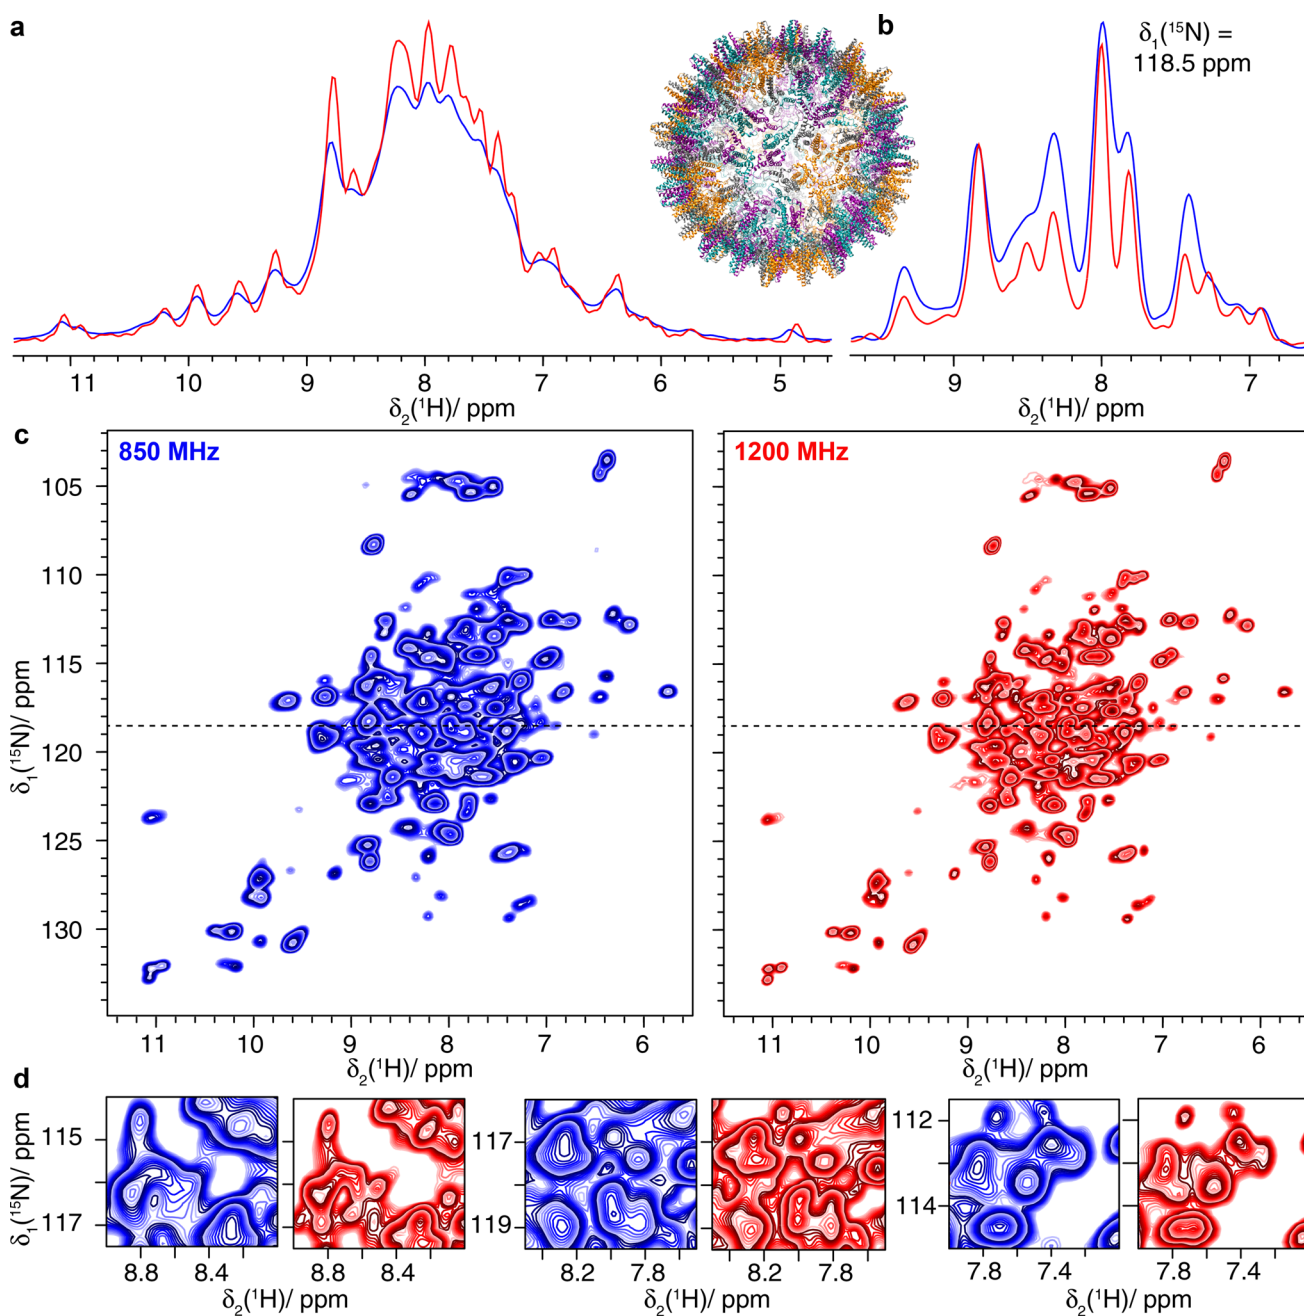 a
b
δ₁(¹⁵N) =
118.5 ppm
11 10 9 8 7 6 5
δ₂(¹H)/ ppm
9 8 7
δ₂(¹H)/ ppm
c
850 MHz
1200 MHz
δ₁(¹⁵N)/ ppm
105
110
115
120
125
130
11 10 9 8 7 6
δ₂(¹H)/ ppm
11 10 9 8 7 6
δ₂(¹H)/ ppm
d
δ₁(¹⁵N)/ ppm
115
117
8.8 8.4
8.8 8.4
δ₂(¹H)/ ppm
117
119
8.2 7.8
8.2 7.8
δ₂(¹H)/ ppm
112
114
7.8 7.4
7.8 7.4
δ₂(¹H)/ ppm